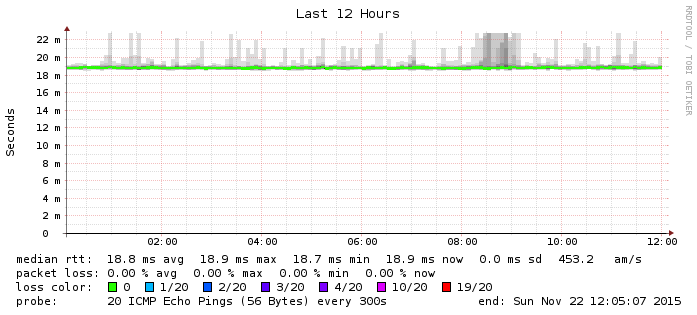 Last 12 Hours
RRDTOOL / TOBI OETIKER
Seconds
22 m
20 m
18 m
16 m
14 m
12 m
10 m
8 m
6 m
4 m
2 m
0
02:00 04:00 06:00 08:00 10:00 12:00
median rtt: 18.8 ms avg 18.9 ms max 18.7 ms min 18.9 ms now 0.0 ms sd 453.2 am/s
packet loss: 0.00 % avg 0.00 % max 0.00 % min 0.00 % now
loss color: 0 1/20 2/20 3/20 4/20 10/20 19/20
probe: 20 ICMP Echo Pings (56 Bytes) every 300s end: Sun Nov 22 12:05:07 2015